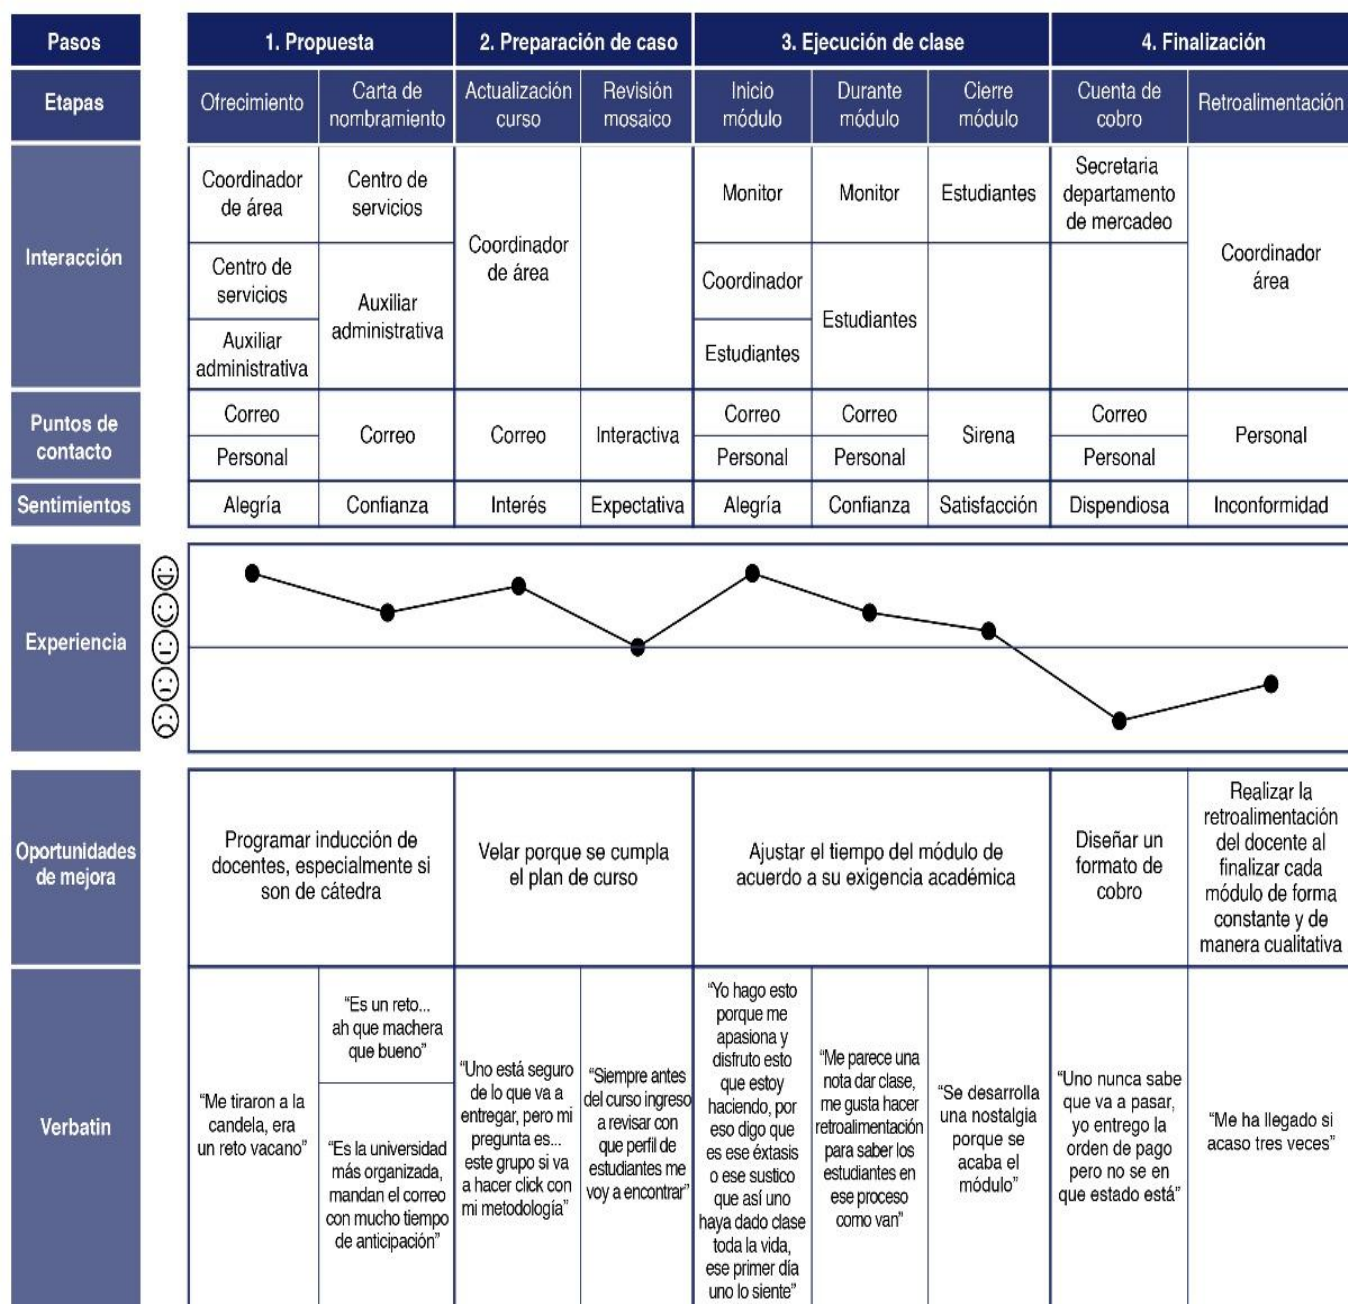 Pasos
1. Propuesta
2. Preparación de caso
3. Ejecución de clase
4. Finalización
Etapas
Ofrecimiento
Carta de
nombramiento
Actualización
curso
Revisión
mosaico
Inicio
módulo
Durante
módulo
Cierre
módulo
Cuenta de
cobro
Retroalimentación
Interacción
Coordinador
de área
Centro de
servicios
Auxiliar
administrativa
Centro de
servicios
Auxiliar
administrativa
Coordinador
de área
Monitor
Coordinador
Estudiantes
Monitor
Estudiantes
Estudiantes
Secretaria
departamento
de mercadeo
Coordinador
área
Puntos de
contacto
Correo
Personal
Correo
Correo
Interactiva
Correo
Personal
Correo
Personal
Sirena
Correo
Personal
Personal
Sentimientos
Alegría
Confianza
Interés
Expectativa
Alegría
Confianza
Satisfacción
Dispendiosa
Inconformidad
Experiencia
Oportunidades
de mejora
Programar inducción de
docentes, especialmente si
son de cátedra
Velar porque se cumpla
el plan de curso
Ajustar el tiempo del módulo de
acuerdo a su exigencia académica
Diseñar un
formato de
cobro
Realizar la
retroalimentación
del docente al
finalizar cada
módulo de forma
constante y de
manera cualitativa
Verbatin
“Me tiraron a la
candela, era
un reto vacano”
“Es un reto...
ah que machera
que bueno”
“Es la universidad
más organizada,
mandan el correo
con mucho tiempo
de anticipación”
“Uno está seguro
de lo que va a
entregar, pero mi
pregunta es...
este grupo si va
a hacer click con
mi metodología”
“Siempre antes
del curso ingreso
a revisar con
que perfil de
estudiantes me
voy a encontrar”
“Yo hago esto
porque me
apasiona y
disfruto esto
que estoy
haciendo, por
eso digo que
es ese éxtasis
o ese sustico
que así uno
haya dado clase
toda la vida,
ese primer día
uno lo siente”
“Me parece una
nota dar clase,
me gusta hacer
retroalimentación
para saber los
estudiantes en
ese proceso
como van”
“Se desarrolla
una nostalgia
porque se
acaba el
módulo”
“Uno nunca sabe
que va a pasar,
yo entrego la
orden de pago
pero no se en
que estado está”
“Me ha llegado si
acaso tres veces”